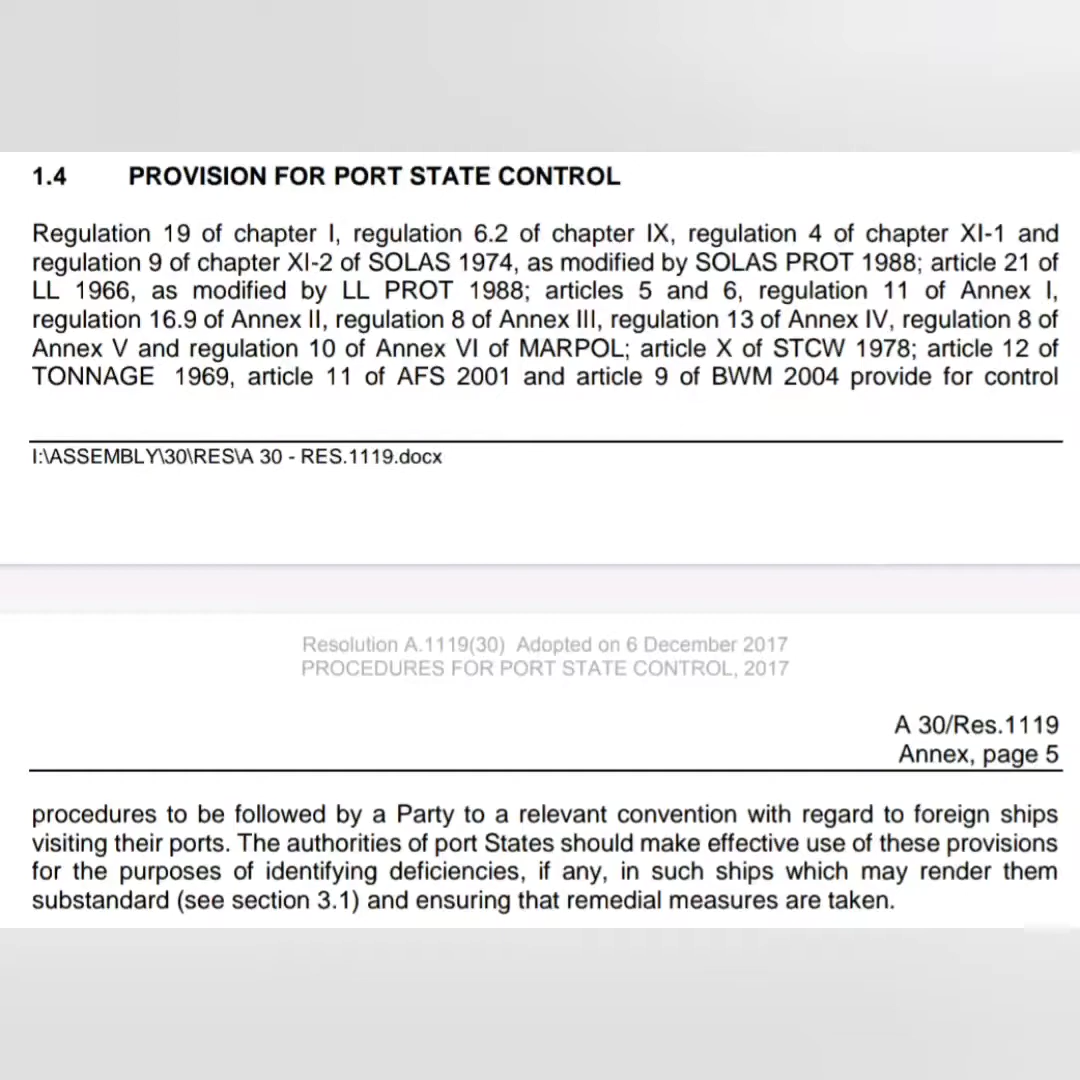 1.4 PROVISION FOR PORT STATE CONTROL
Regulation 19 of chapter I, regulation 6.2 of chapter IX, regulation 4 of chapter XI-1 and
regulation 9 of chapter XI-2 of SOLAS 1974, as modified by SOLAS PROT 1988; article 21 of
LL 1966, as modified by LL PROT 1988; articles 5 and 6, regulation 11 of Annex I,
regulation 16.9 of Annex II, regulation 8 of Annex III, regulation 13 of Annex IV, regulation 8 of
Annex V and regulation 10 of Annex VI of MARPOL; article X of STCW 1978; article 12 of
TONNAGE 1969, article 11 of AFS 2001 and article 9 of BWM 2004 provide for control
I:\ASSEMBLY\30\RES\A 30 - RES.1119.docx
Resolution A.1119(30) Adopted on 6 December 2017
PROCEDURES FOR PORT STATE CONTROL, 2017
A 30/Res.1119
Annex, page 5
procedures to be followed by a Party to a relevant convention with regard to foreign ships
visiting their ports. The authorities of port States should make effective use of these provisions
for the purposes of identifying deficiencies, if any, in such ships which may render them
substandard (see section 3.1) and ensuring that remedial measures are taken.